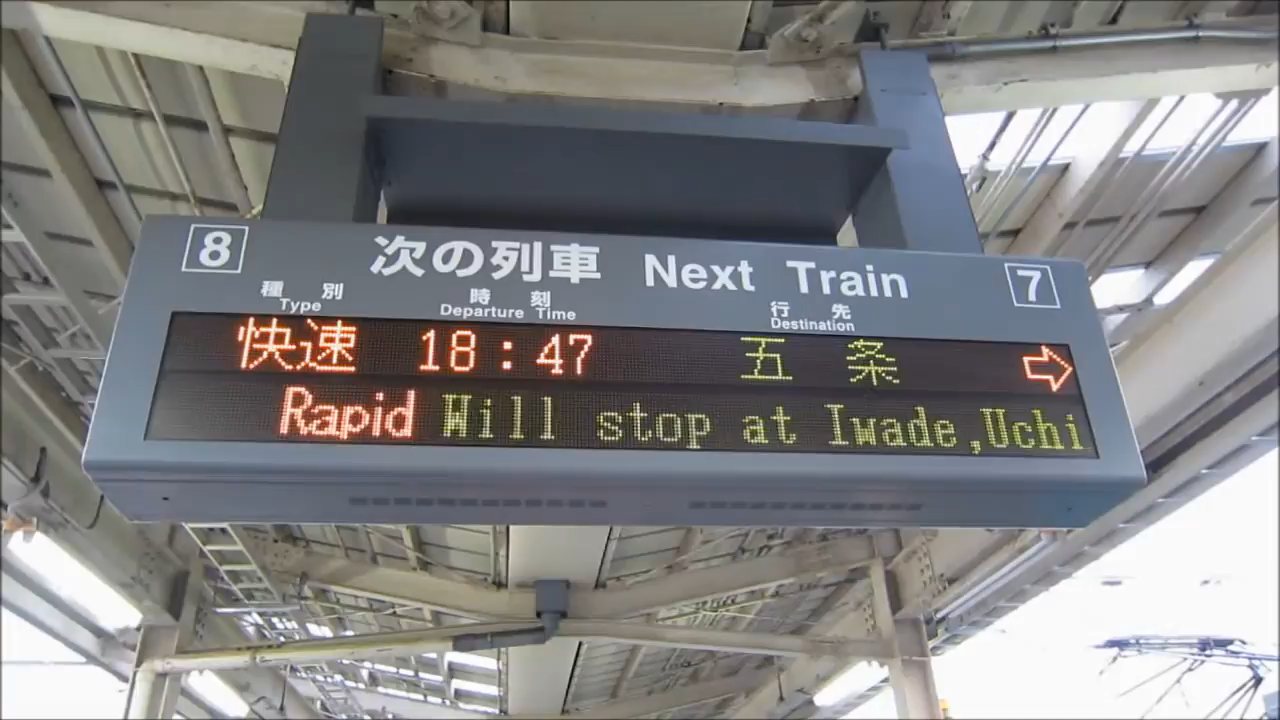 8 次の列車 Next Train 7
種別 時刻 行先
Type Departure Time Destination
快速 18:47 五条
Rapid Will stop at Iwade,Uchi